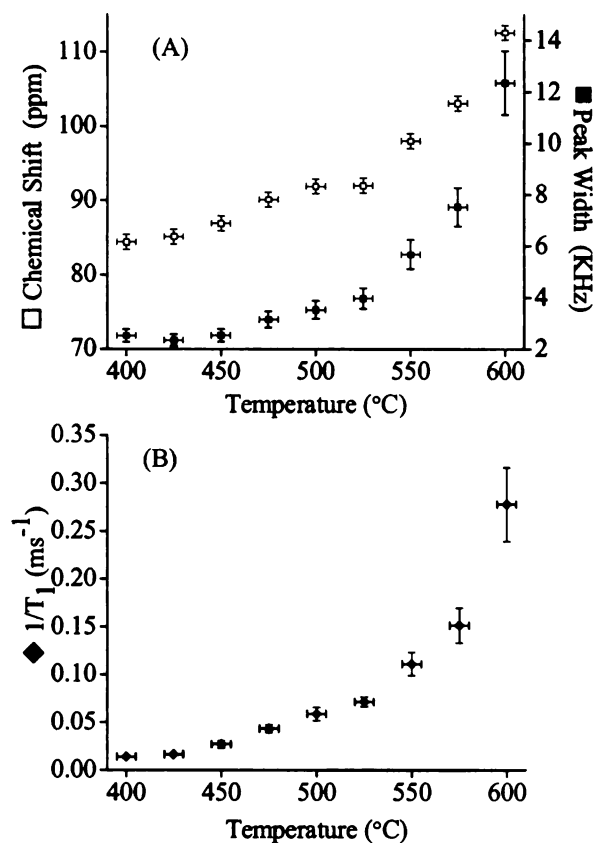 (A)
110
100
90
80
70
□ Chemical Shift (ppm)
14
12
10
8
6
4
2
■ Peak Width (KHz)
400 450 500 550 600
Temperature (°C)
(B)
0.35
0.30
0.25
0.20
0.15
0.10
0.05
0.00
◆ 1/T1 (ms⁻¹)
400 450 500 550 600
Temperature (°C)